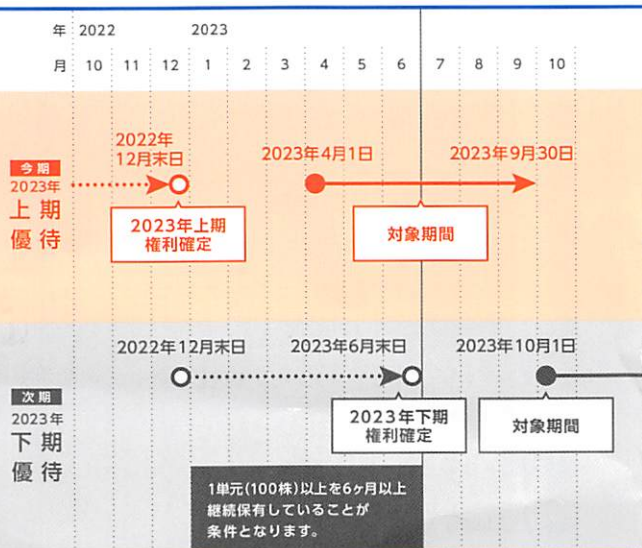 年 2022 2023
月 10 11 12 1 2 3 4 5 6 7 8 9 10
今期
2023年
上期
優待
2022年
12月末日
2023年上期
権利確定
2023年4月1日
2023年9月30日
対象期間
次期
2023年
下期
優待
2022年12月末日
2023年6月末日
2023年下期
権利確定
2023年10月1日
対象期間
1単元(100株)以上を6ヶ月以上
継続保有していることが
条件となります。